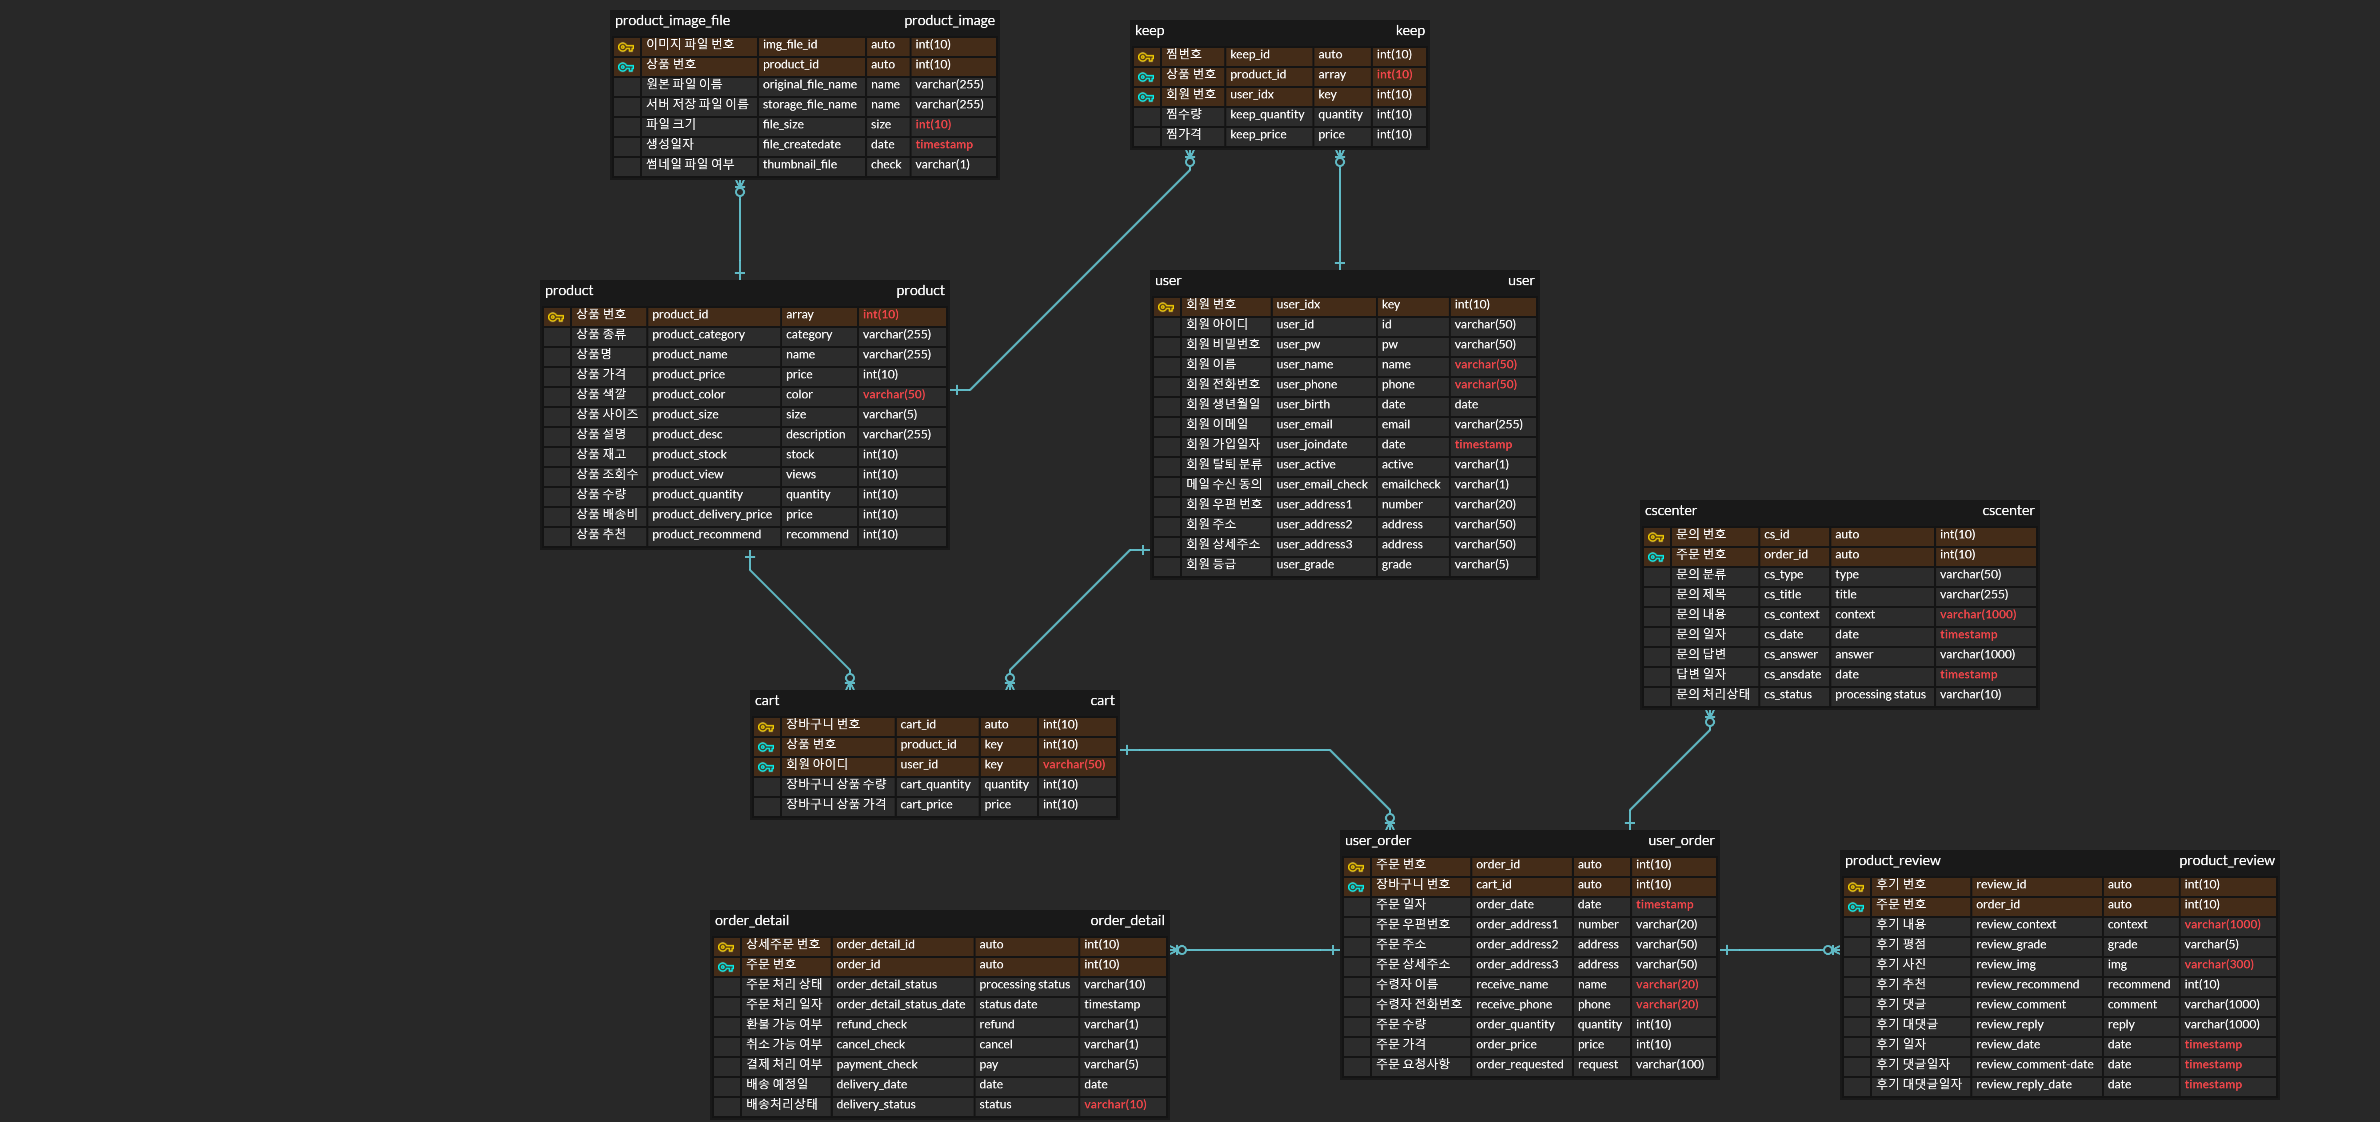 product_image_file product_image
이미지 파일 번호 img_file_id auto int(10)
상품 번호 product_id auto int(10)
원본 파일 이름 original_file_name name varchar(255)
서버 저장 파일 이름 storage_file_name name varchar(255)
파일 크기 file_size size int(10)
생성일자 file_createdate date timestamp
썸네일 파일 여부 thumbnail_file check varchar(1)
keep keep
찜번호 keep_id auto int(10)
상품 번호 product_id array int(10)
회원 번호 user_idx key int(10)
찜수량 keep_quantity quantity int(10)
찜가격 keep_price price int(10)
product product
상품 번호 product_id array int(10)
상품 종류 product_category category varchar(255)
상품명 product_name name varchar(255)
상품 가격 product_price price int(10)
상품 색깔 product_color color varchar(50)
상품 사이즈 product_size size varchar(5)
상품 설명 product_desc description varchar(255)
상품 재고 product_stock stock int(10)
상품 조회수 product_view views int(10)
상품 수량 product_quantity quantity int(10)
상품 배송비 product_delivery_price price int(10)
상품 추천 product_recommend recommend int(10)
user user
회원 번호 user_idx key int(10)
회원 아이디 user_id id varchar(50)
회원 비밀번호 user_pw pw varchar(50)
회원 이름 user_name name varchar(50)
회원 전화번호 user_phone phone varchar(50)
회원 생년월일 user_birth date date
회원 이메일 user_email email varchar(255)
회원 가입일자 user_joindate date timestamp
회원 탈퇴 분류 user_active active varchar(1)
메일 수신 동의 user_email_check emailcheck varchar(1)
회원 우편 번호 user_address1 number varchar(20)
회원 주소 user_address2 address varchar(50)
회원 상세주소 user_address3 address varchar(50)
회원 등급 user_grade grade varchar(5)
cscenter cscenter
문의 번호 cs_id auto int(10)
주문 번호 order_id auto int(10)
문의 분류 cs_type type varchar(50)
문의 제목 cs_title title varchar(255)
문의 내용 cs_context context varchar(1000)
문의 일자 cs_date date timestamp
문의 답변 cs_answer answer varchar(1000)
답변 일자 cs_ansdate date timestamp
문의 처리상태 cs_status processing status varchar(10)
cart cart
장바구니 번호 cart_id auto int(10)
상품 번호 product_id key int(10)
회원 아이디 user_id key varchar(50)
장바구니 상품 수량 cart_quantity quantity int(10)
장바구니 상품 가격 cart_price price int(10)
user_order user_order
주문 번호 order_id auto int(10)
장바구니 번호 cart_id auto int(10)
주문 일자 order_date date timestamp
주문 우편번호 order_address1 number varchar(20)
주문 주소 order_address2 address varchar(50)
주문 상세주소 order_address3 address varchar(50)
수령자 이름 receive_name name varchar(20)
수령자 전화번호 receive_phone phone varchar(20)
주문 수량 order_quantity quantity int(10)
주문 가격 order_price price int(10)
주문 요청사항 order_requested request varchar(100)
product_review product_review
후기 번호 review_id auto int(10)
주문 번호 order_id auto int(10)
후기 내용 review_context context varchar(1000)
후기 평점 review_grade grade varchar(5)
후기 사진 review_img img varchar(300)
후기 추천 review_recommend recommend int(10)
후기 댓글 review_comment comment varchar(1000)
후기 대댓글 review_reply reply varchar(1000)
후기 일자 review_date date timestamp
후기 댓글일자 review_comment-date date timestamp
후기 대댓글일자 review_reply_date date timestamp
order_detail order_detail
상세주문 번호 order_detail_id auto int(10)
주문 번호 order_id auto int(10)
주문 처리 상태 order_detail_status processing status varchar(10)
주문 처리 일자 order_detail_status_date status date timestamp
환불 가능 여부 refund_check refund varchar(1)
취소 가능 여부 cancel_check cancel varchar(1)
결제 처리 여부 payment_check pay varchar(5)
배송 예정일 delivery_date date date
배송처리상태 delivery_status status varchar(10)